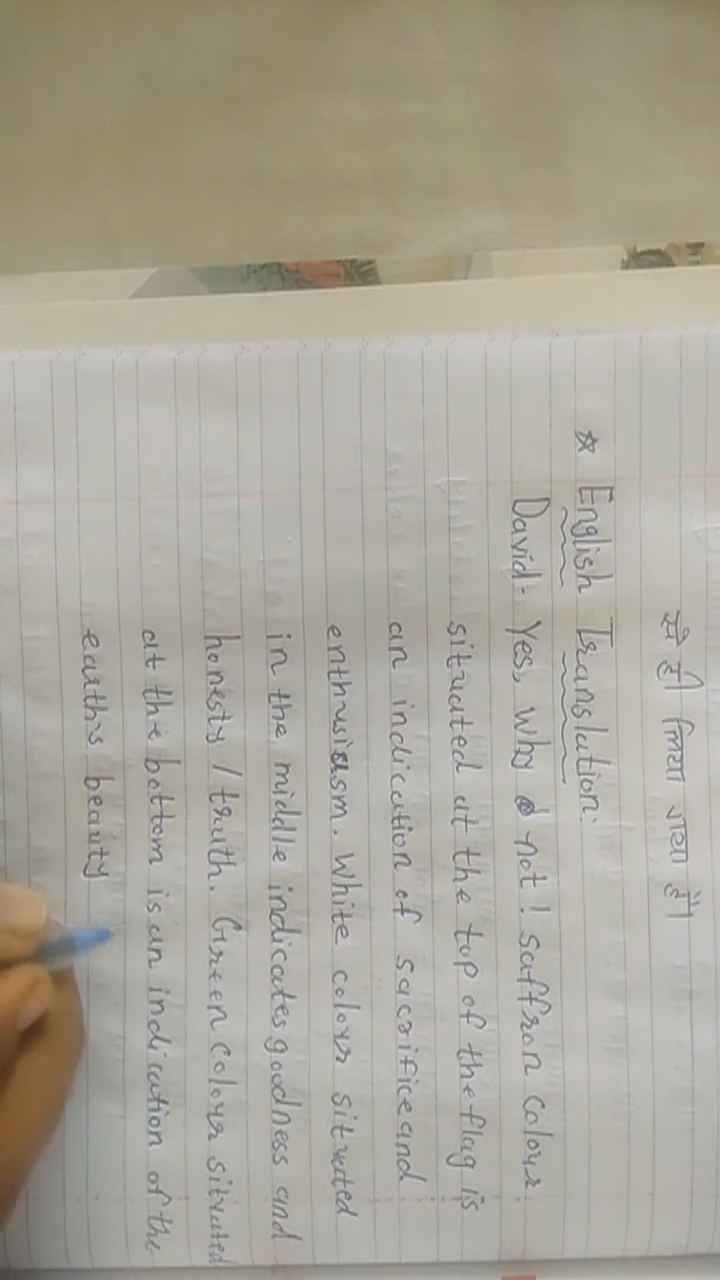 से ही लिया गया है।
☆ English Translation:
David- Yes, why not! Saffron colour
situated at the top of the flag is
an indication of sacrifice and
enthusiasm. White colour situated
in the middle indicates goodness and
honesty / truth. Green colour situated
at the bottom is an indication of the
earth's beauty